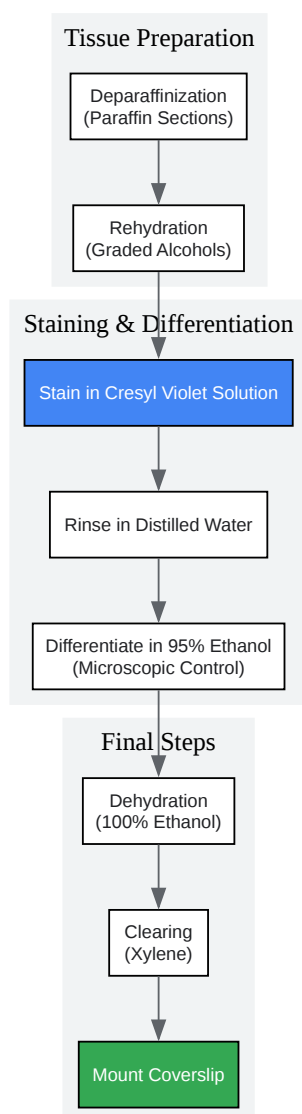 Tissue Preparation
Deparaffinization
(Paraffin Sections)
Rehydration
(Graded Alcohols)
Staining & Differentiation
Stain in Cresyl Violet Solution
Rinse in Distilled Water
Differentiate in 95% Ethanol
(Microscopic Control)
Final Steps
Dehydration
(100% Ethanol)
Clearing
(Xylene)
Mount Coverslip